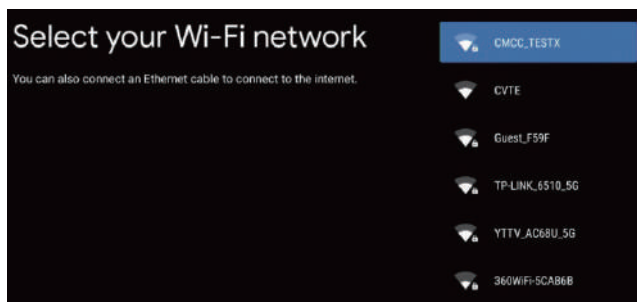 Select your Wi-Fi network
You can also connect an Ethernet cable to connect to the internet.
CMCC_TESTX
CVTE
Guest_F59F
TP-LINK_6510_5G
YTTV_AC68U_5G
360WiFi-5CAB6B